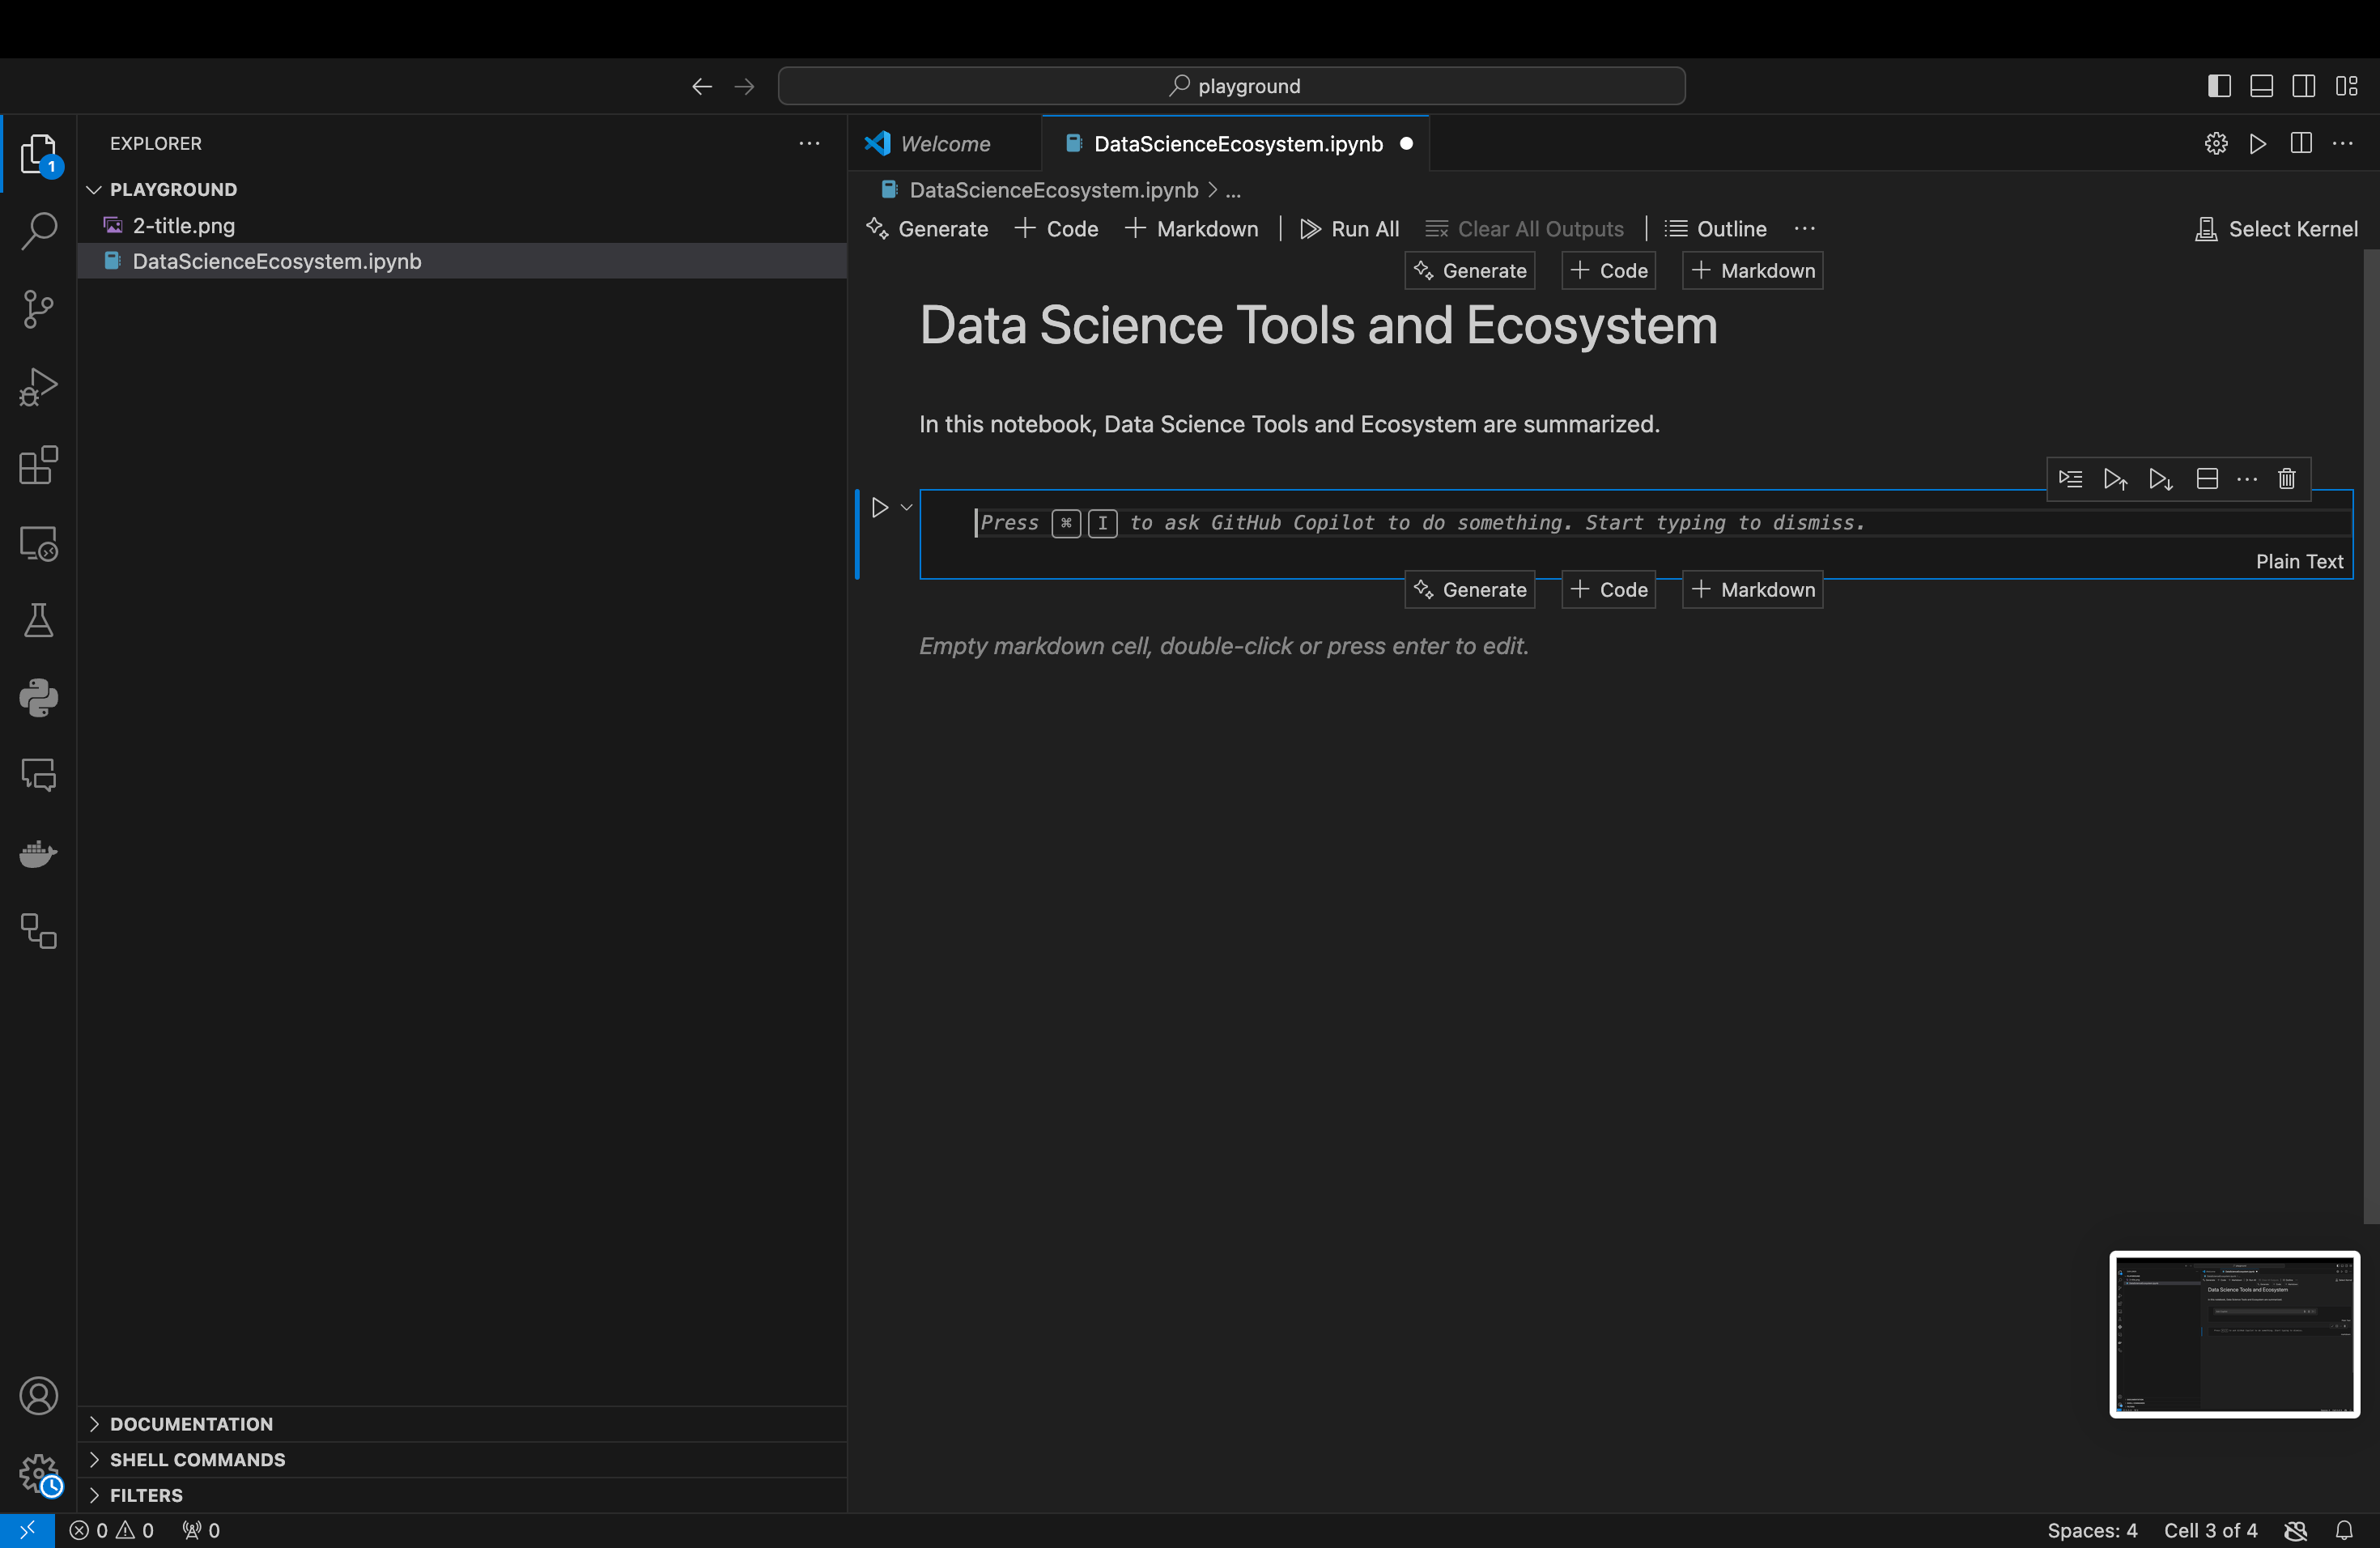 playground
EXPLORER
PLAYGROUND
2-title.png
DataScienceEcosystem.ipynb
DOCUMENTATION
SHELL COMMANDS
FILTERS
1
Welcome
DataScienceEcosystem.ipynb
DataScienceEcosystem.ipynb > ...
Generate + Code + Markdown Run All Clear All Outputs Outline ... Select Kernel
Generate + Code + Markdown
Data Science Tools and Ecosystem
In this notebook, Data Science Tools and Ecosystem are summarized.
Press ⌘ I to ask GitHub Copilot to do something. Start typing to dismiss.
Plain Text
Generate + Code + Markdown
Empty markdown cell, double-click or press enter to edit.
0 0 0
Spaces: 4 Cell 3 of 4